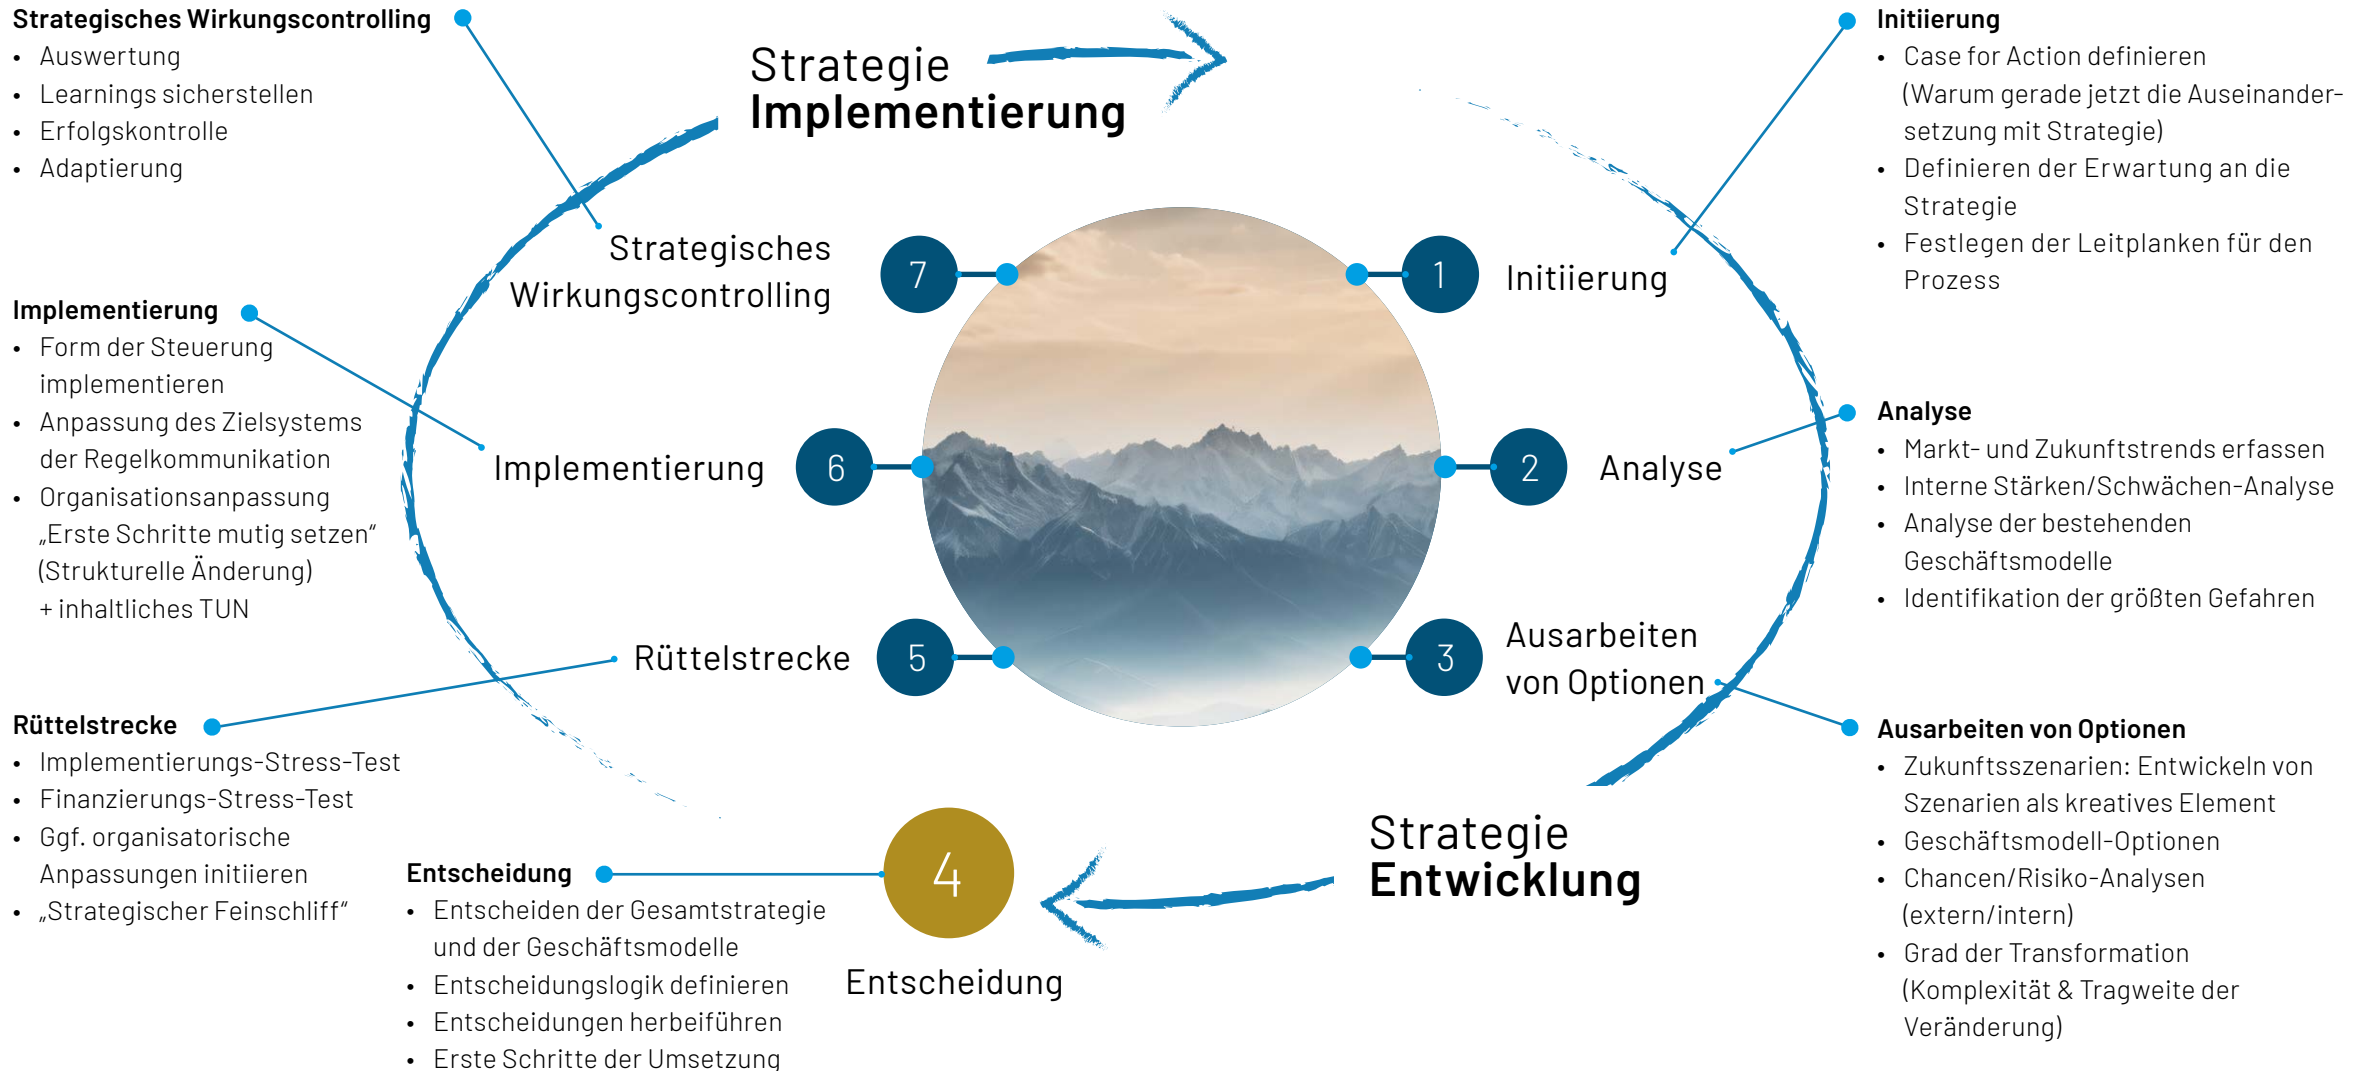 Strategisches Wirkungscontrolling
• Auswertung
• Learnings sicherstellen
• Erfolgskontrolle
• Adaptierung
Implementierung
• Form der Steuerung
implementieren
• Anpassung des Zielsystems
der Regelkommunikation
• Organisationsanpassung
„Erste Schritte mutig setzen“
(Strukturelle Änderung)
+ inhaltliches TUN
Rüttelstrecke
• Implementierungs-Stress-Test
• Finanzierungs-Stress-Test
• Ggf. organisatorische
Anpassungen initiieren
• „Strategischer Feinschliff“
Entscheidung
• Entscheiden der Gesamtstrategie
und der Geschäftsmodelle
• Entscheidungslogik definieren
• Entscheidungen herbeiführen
• Erste Schritte der Umsetzung
Strategie
Implementierung
Strategisches
Wirkungscontrolling
7
Implementierung
6
Rüttelstrecke
5
4
Entscheidung
1
Initiierung
2
Analyse
3
Ausarbeiten
von Optionen
Strategie
Entwicklung
Initiierung
• Case for Action definieren
(Warum gerade jetzt die Auseinander-
setzung mit Strategie)
• Definieren der Erwartung an die
Strategie
• Festlegen der Leitplanken für den
Prozess
Analyse
• Markt- und Zukunftstrends erfassen
• Interne Stärken/Schwächen-Analyse
• Analyse der bestehenden
Geschäftsmodelle
• Identifikation der größten Gefahren
Ausarbeiten von Optionen
• Zukunftsszenarien: Entwickeln von
Szenarien als kreatives Element
• Geschäftsmodell-Optionen
• Chancen/Risiko-Analysen
(extern/intern)
• Grad der Transformation
(Komplexität & Tragweite der
Veränderung)